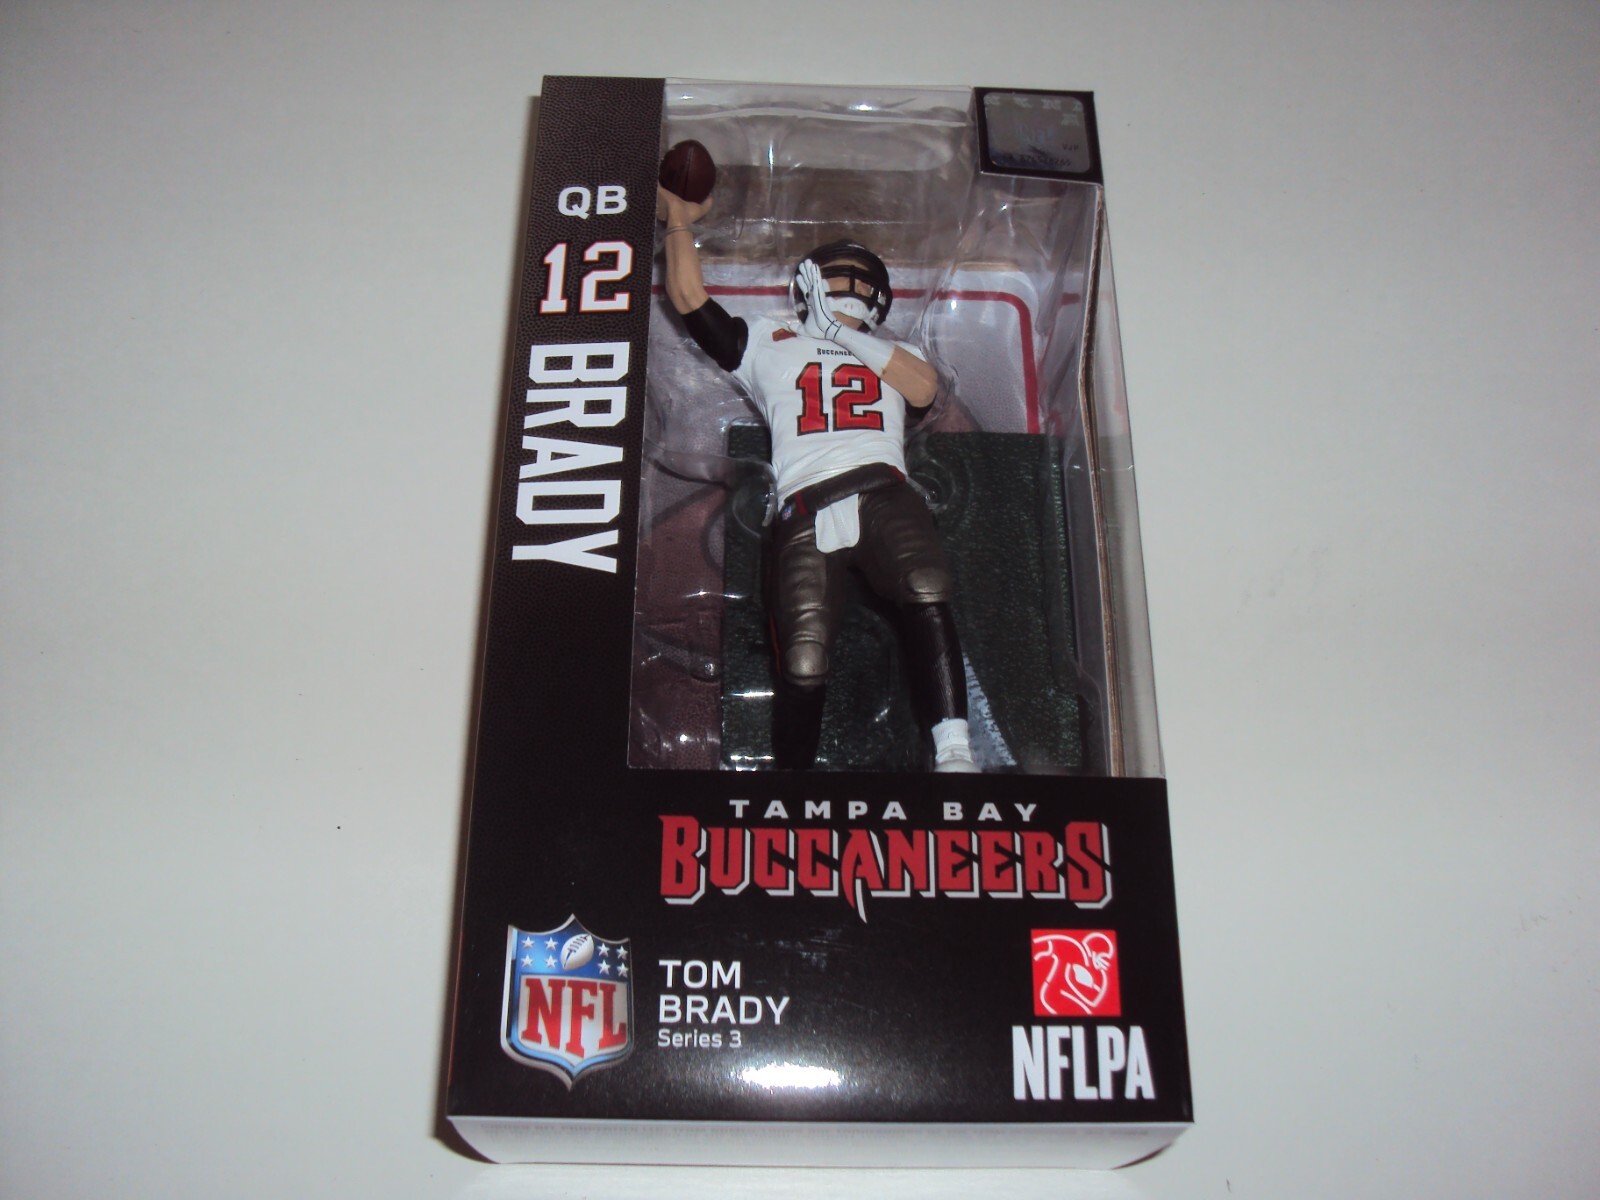 QB
12
BRADY
BUCCANEERS
12
TAMPA BAY
BUCCANEERS
NFL
TOM
BRADY
Series 3
NFLPA